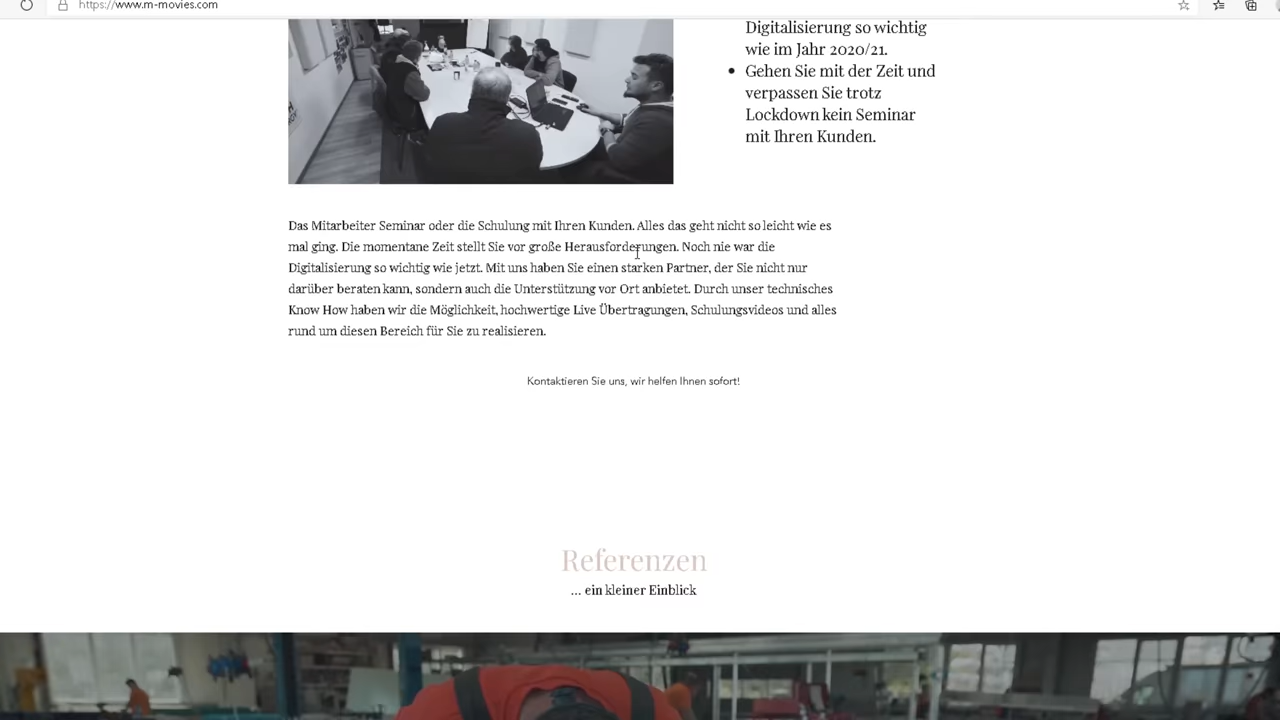 https://www.m-movies.com
Digitalisierung so wichtig
wie im Jahr 2020/21.
Gehen Sie mit der Zeit und
verpassen Sie trotz
Lockdown kein Seminar
mit Ihren Kunden.
Das Mitarbeiter Seminar oder die Schulung mit Ihren Kunden. Alles das geht nicht so leicht wie es
mal ging. Die momentane Zeit stellt Sie vor große Herausforderungen. Noch nie war die
Digitalisierung so wichtig wie jetzt. Mit uns haben Sie einen starken Partner, der Sie nicht nur
darüber beraten kann, sondern auch die Unterstützung vor Ort anbietet. Durch unser technisches
Know How haben wir die Möglichkeit, hochwertige Live Übertragungen, Schulungsvideos und alles
rund um diesen Bereich für Sie zu realisieren.
Kontaktieren Sie uns, wir helfen Ihnen sofort!
Referenzen
... ein kleiner Einblick